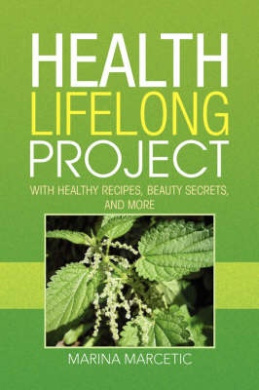 HEALTH
LIFELONG
PROJECT
WITH HEALTHY RECIPES, BEAUTY SECRETS,
AND MORE
MARINA MARCETIC